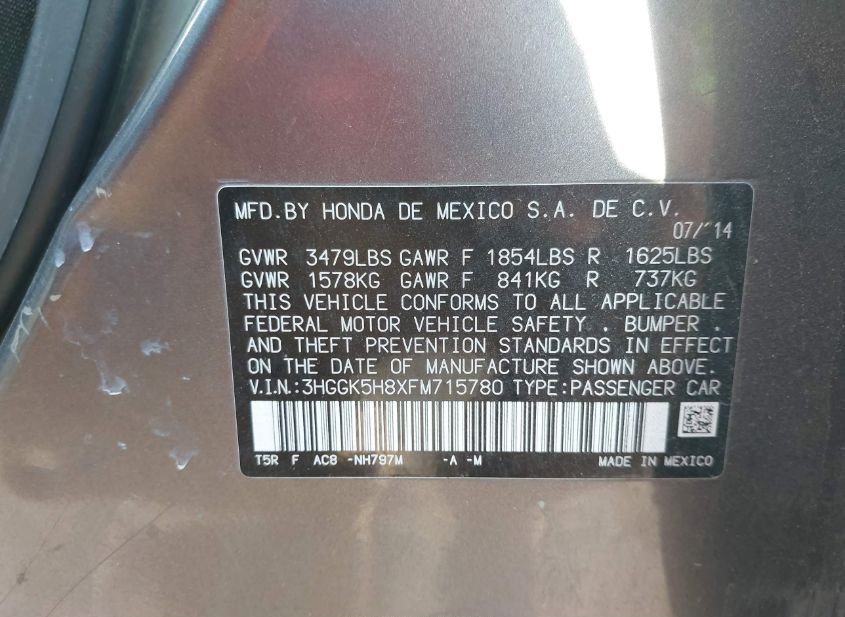 MFD.BY HONDA DE MEXICO S.A. DE C.V.
07/´14
GVWR 3479LBS GAWR F 1854LBS R 1625LBS
GVWR 1578KG GAWR F 841KG R 737KG
THIS VEHICLE CONFORMS TO ALL APPLICABLE
FEDERAL MOTOR VEHICLE SAFETY . BUMPER .
AND THEFT PREVENTION STANDARDS IN EFFECT
ON THE DATE OF MANUFACTURE SHOWN ABOVE.
V.I.N.:3HGGK5H8XFM715780 TYPE:PASSENGER CAR
T5R F AC8 -NH797M -A -M MADE IN MEXICO